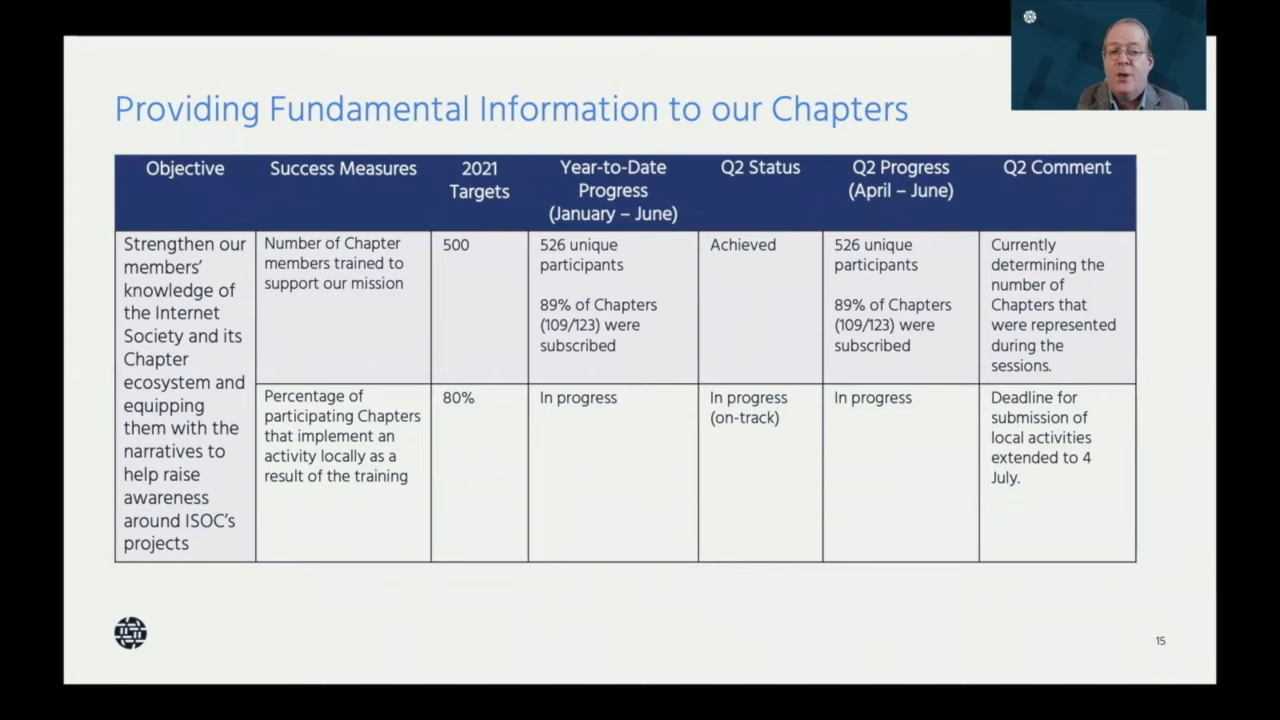 Providing Fundamental Information to our Chapters
Objective
Success Measures
2021
Targets
Year-to-Date
Progress
(January – June)
Q2 Status
Q2 Progress
(April – June)
Q2 Comment
Strengthen our
members’
knowledge of
the Internet
Society and its
Chapter
ecosystem and
equipping
them with the
narratives to
help raise
awareness
around ISOC’s
projects
Number of Chapter
members trained to
support our mission
500
526 unique
participants
89% of Chapters
(109/123) were
subscribed
Achieved
526 unique
participants
89% of Chapters
(109/123) were
subscribed
Currently
determining the
number of
Chapters that
were represented
during the
sessions.
Percentage of
participating Chapters
that implement an
activity locally as a
result of the training
80%
In progress
In progress
(on-track)
In progress
Deadline for
submission of
local activities
extended to 4
July.
15